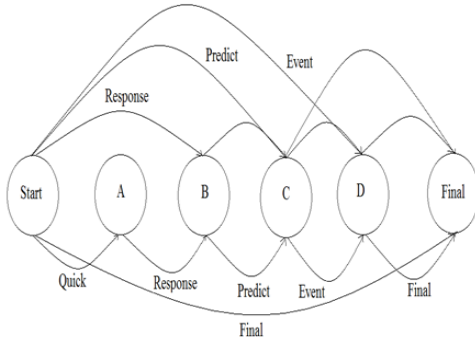 Event
Predict
Response
Start
A
B
C
D
Final
Quick
Response
Predict
Event
Final
Final